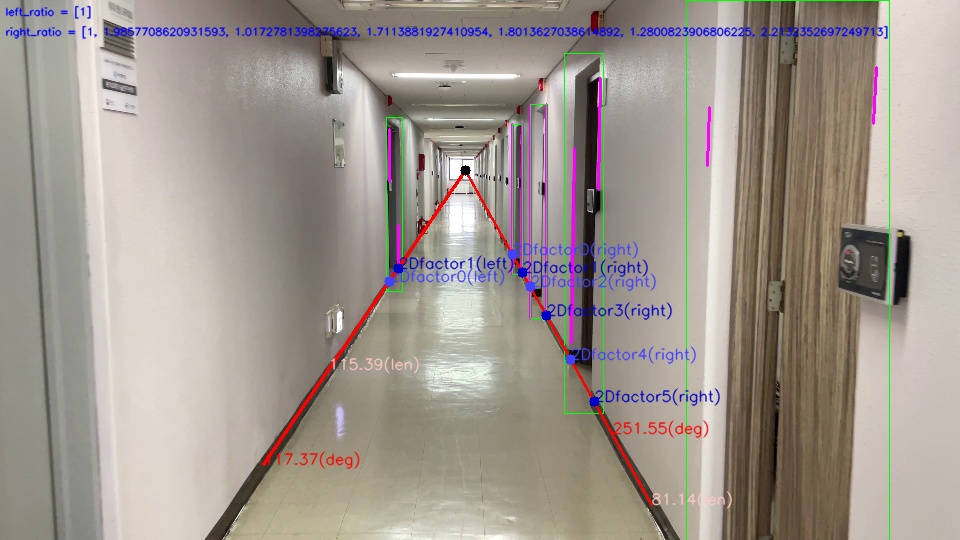 left_ratio = [1]
right_ratio = [1, 1.9857708620931593, 1.0172781398275623, 1.7113881927410954, 1.8013627038614892, 1.2800823906806225, 2.2132352697249713]
2Dfactor0(right)
2Dfactor1(left)
2Dfactor1(right)
2Dfactor0(left)
2Dfactor2(right)
2Dfactor3(right)
2Dfactor4(right)
115.39(len)
2Dfactor5(right)
251.55(deg)
17.37(deg)
81.14(len)